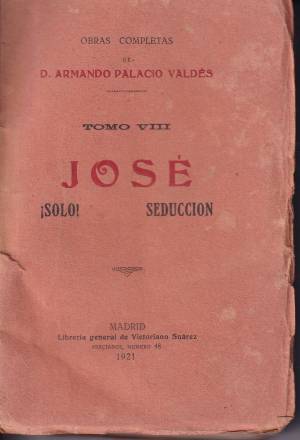 OBRAS COMPLETAS
DE
D. ARMANDO PALACIO VALDÉS
TOMO VIII
JOSÉ
¡SOLO! SEDUCCION
MADRID
Librería general de Victoriano Suárez
PRECIADOS, NÚMERO 48
1921